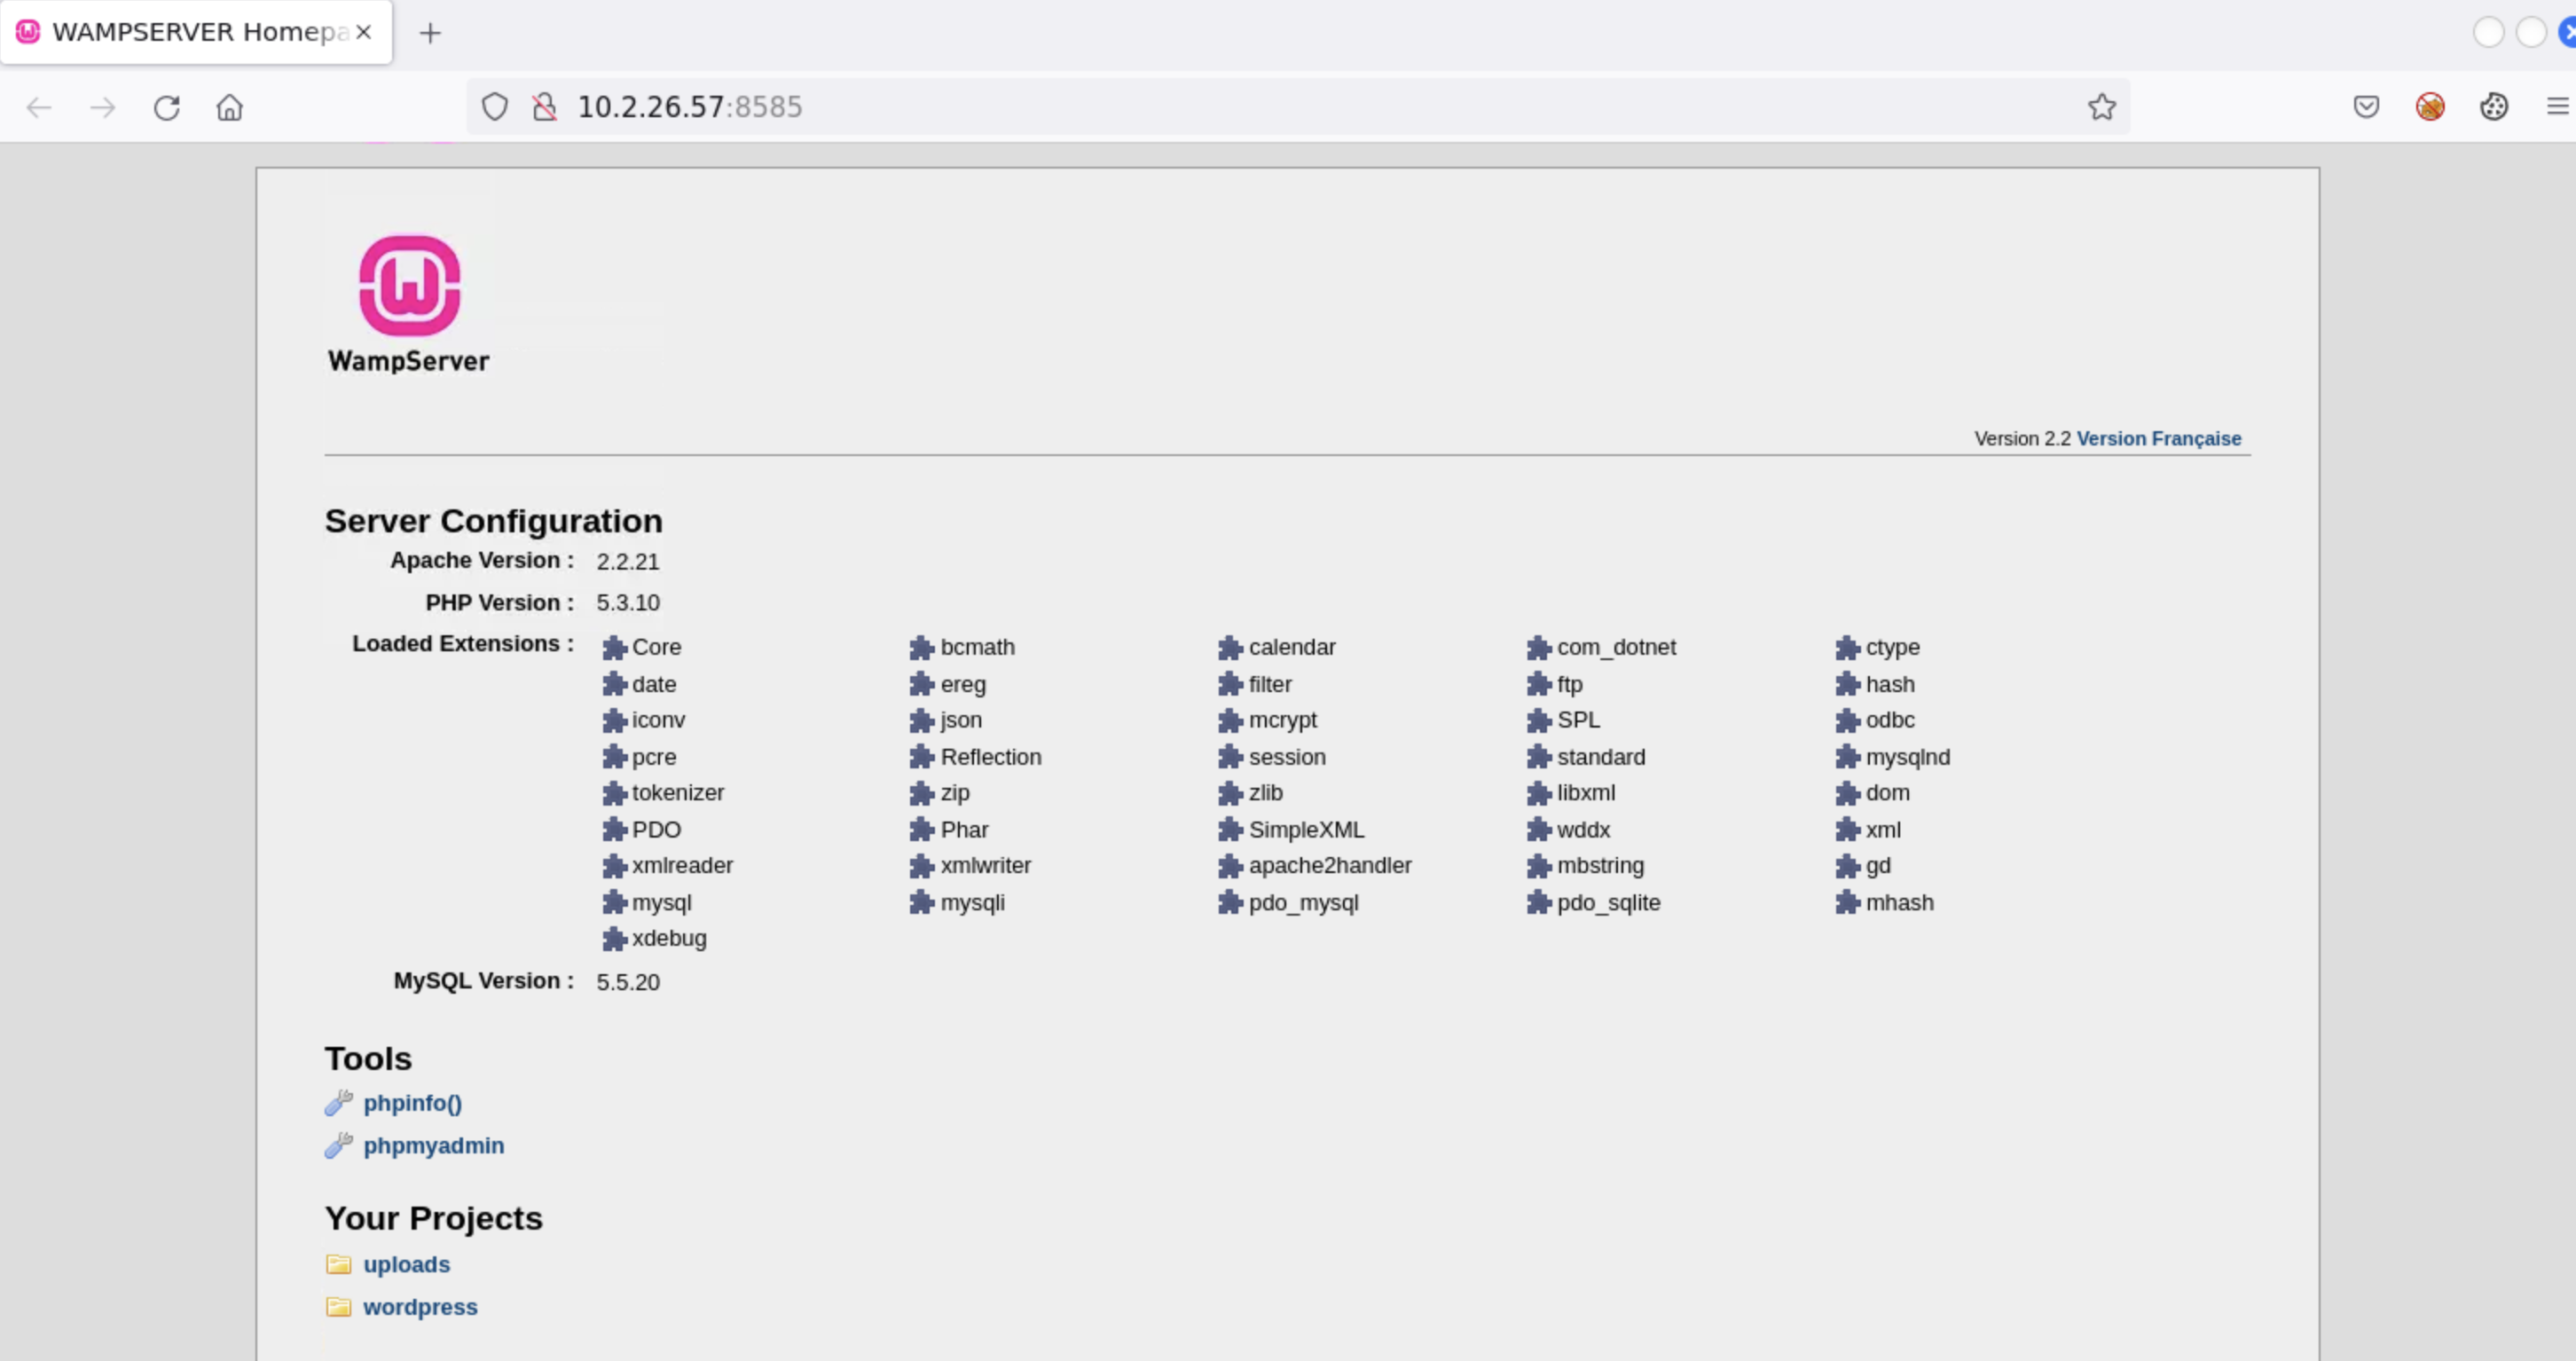 WAMPSERVER Homepa
10.2.26.57:8585
WampServer
Version 2.2 Version Française
Server Configuration
Apache Version : 2.2.21
PHP Version : 5.3.10
Loaded Extensions : Core bcmath calendar com_dotnet ctype
date ereg filter ftp hash
iconv json mcrypt SPL odbc
pcre Reflection session standard mysqlnd
tokenizer zip zlib libxml dom
PDO Phar SimpleXML wddx xml
xmlreader xmlwriter apache2handler mbstring gd
mysql mysqli pdo_mysql pdo_sqlite mhash
xdebug
MySQL Version : 5.5.20
Tools
phpinfo()
phpmyadmin
Your Projects
uploads
wordpress